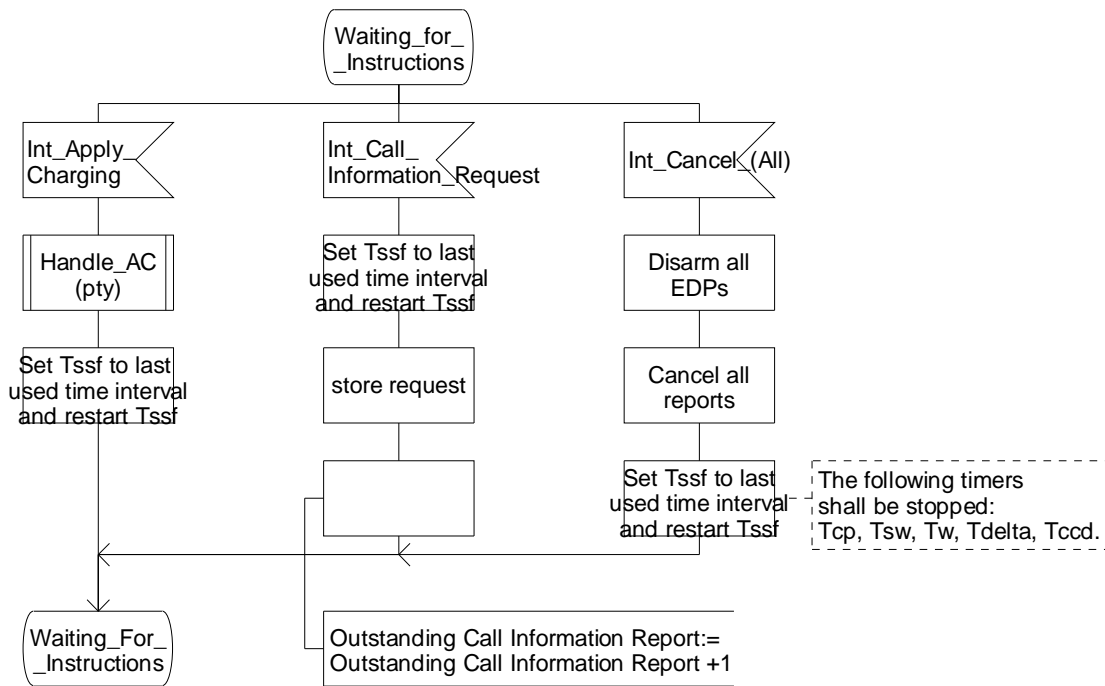 Waiting_for_
_Instructions
Int_Apply_
Charging
Int_Call_
Information_Request
Int_Cancel_(All)
Handle_AC
(pty)
Set Tssf to last
used time interval
and restart Tssf
Disarm all
EDPs
Set Tssf to last
used time interval
and restart Tssf
store request
Cancel all
reports
Set Tssf to last
used time interval
and restart Tssf
The following timers
shall be stopped:
Tcp, Tsw, Tw, Tdelta, Tccd.
Waiting_For_
_Instructions
Outstanding Call Information Report:=
Outstanding Call Information Report +1